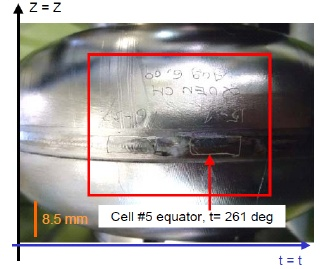 Z = Z
8.5 mm
Cell #5 equator, t= 261 deg
t = t